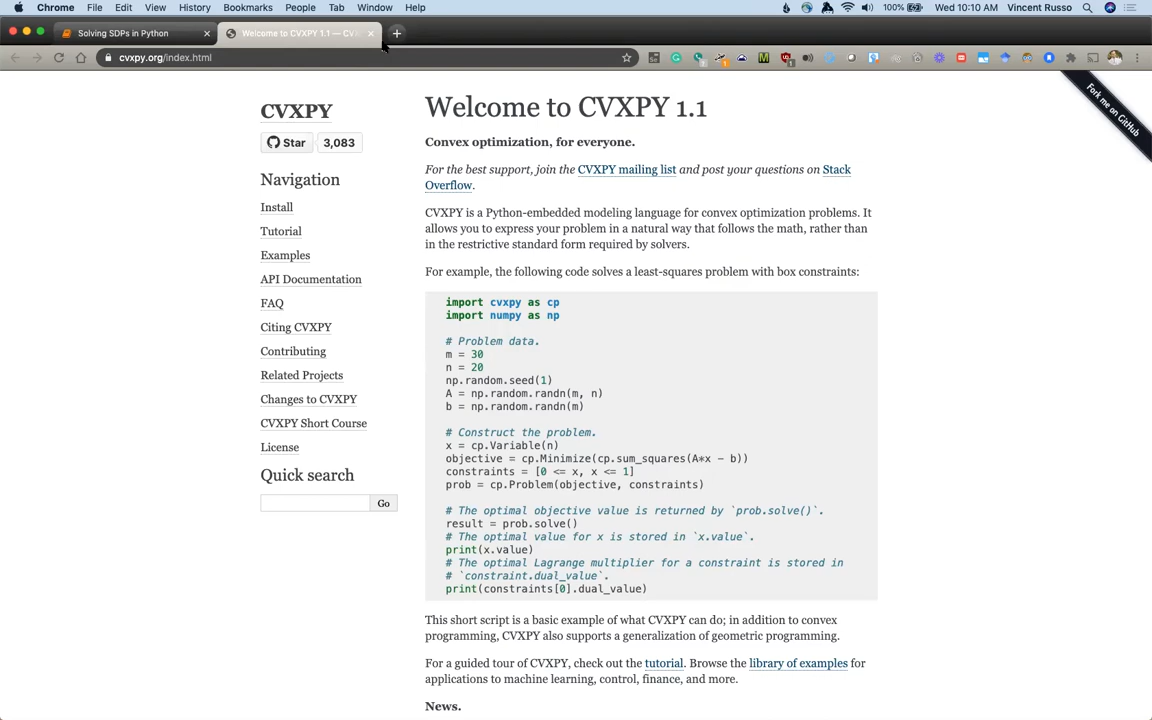 Chrome File Edit View History Bookmarks People Tab Window Help 100% Wed 10:10 AM Vincent Russo
Solving SDPs in Python Welcome to CVXPY 1.1 — CV
cvxpy.org/index.html
Fork me on GitHub
CVXPY
Star 3,083
Navigation
Install
Tutorial
Examples
API Documentation
FAQ
Citing CVXPY
Contributing
Related Projects
Changes to CVXPY
CVXPY Short Course
License
Quick search
Go
Welcome to CVXPY 1.1
Convex optimization, for everyone.
For the best support, join the CVXPY mailing list and post your questions on Stack
Overflow.
CVXPY is a Python-embedded modeling language for convex optimization problems. It
allows you to express your problem in a natural way that follows the math, rather than
in the restrictive standard form required by solvers.
For example, the following code solves a least-squares problem with box constraints:
import cvxpy as cp
import numpy as np
# Problem data.
m = 30
n = 20
np.random.seed(1)
A = np.random.randn(m, n)
b = np.random.randn(m)
# Construct the problem.
x = cp.Variable(n)
objective = cp.Minimize(cp.sum_squares(A*x - b))
constraints = [0 <= x, x <= 1]
prob = cp.Problem(objective, constraints)
# The optimal objective value is returned by `prob.solve()`.
result = prob.solve()
# The optimal value for x is stored in `x.value`.
print(x.value)
# The optimal Lagrange multiplier for a constraint is stored in
# `constraint.dual_value`.
print(constraints[0].dual_value)
This short script is a basic example of what CVXPY can do; in addition to convex
programming, CVXPY also supports a generalization of geometric programming.
For a guided tour of CVXPY, check out the tutorial. Browse the library of examples for
applications to machine learning, control, finance, and more.
News.